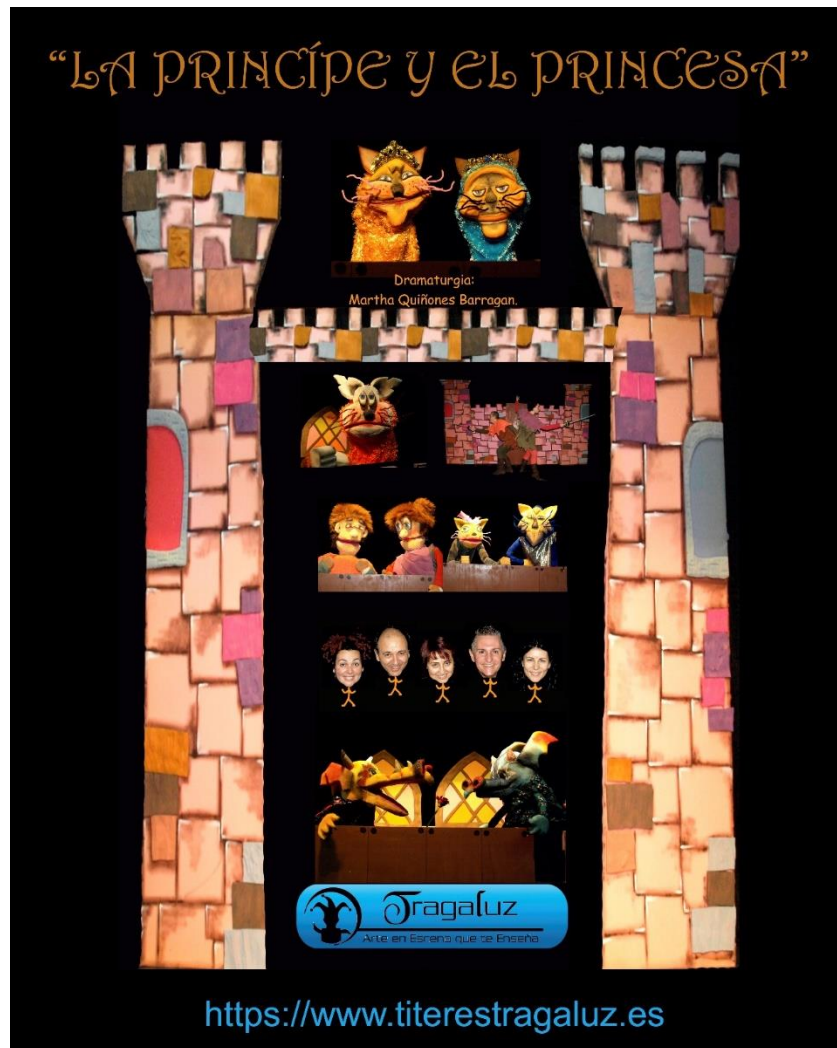 “LA PRINCÍPE Y EL PRINCESA”
Dramaturgia:
Martha Quiñones Barragan.
Tragaluz
Arte en Escena que te Enseña
https://www.titerestragaluz.es